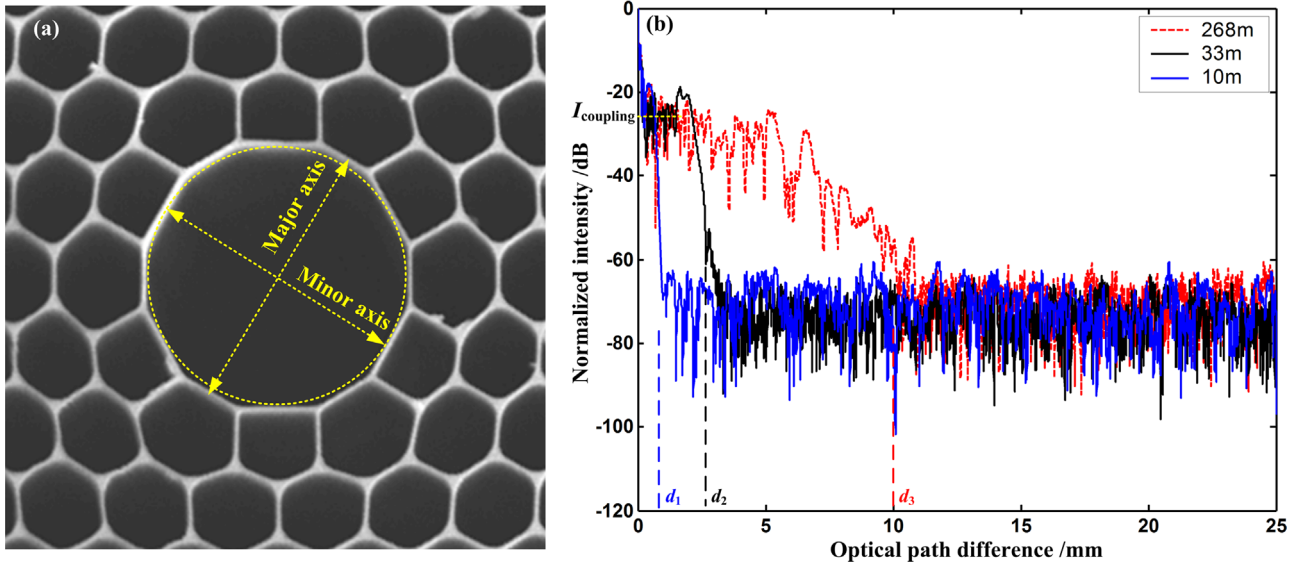 (a)
Major axis
Minor axis
(b)
268m
33m
10m
0
-20
I coupling
-40
-60
-80
-100
-120
Normalized intensity /dB
d1
d2
d3
0
5
10
15
20
25
Optical path difference /mm